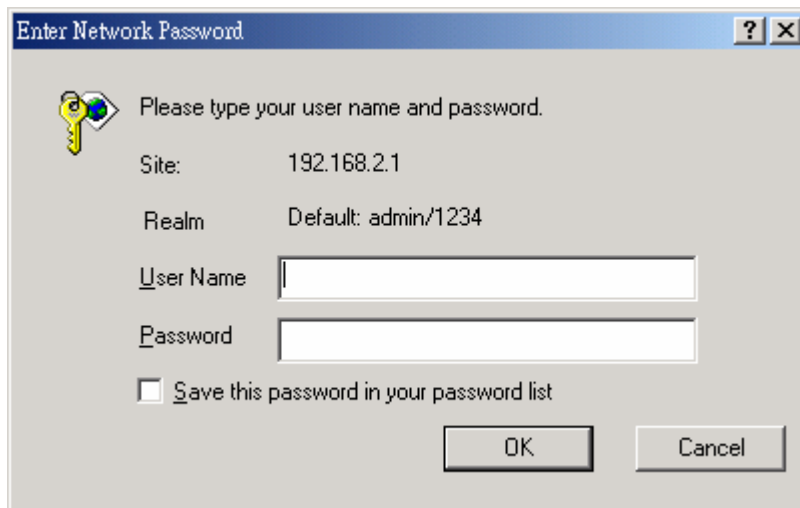 Enter Network Password
Please type your user name and password.
Site: 192.168.2.1
Realm Default: admin/1234
User Name
Password
Save this password in your password list
OK Cancel